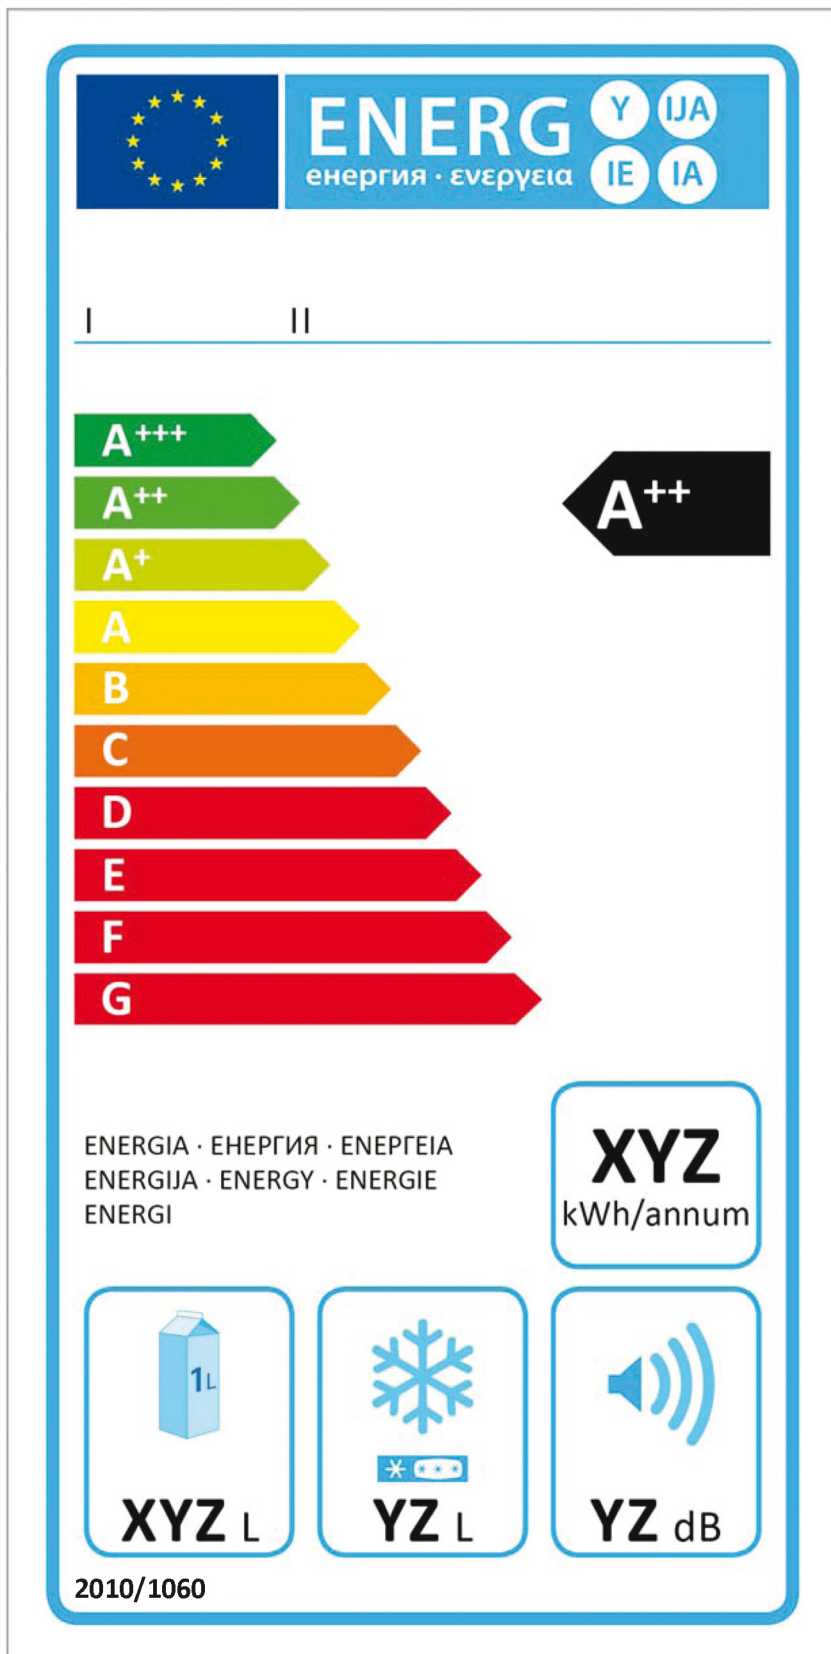 ENERG Y IJA
енергия · ενεργεια IE IA
I II
A+++
A++
A++
A+
A
B
C
D
E
F
G
ENERGIA · ЕНЕРГИЯ · ΕΝΕΡΓΕΙΑ
ENERGIJA · ENERGY · ENERGIE
ENERGI
XYZ
kWh/annum
1L
XYZ L
YZ L
YZ dB
2010/1060